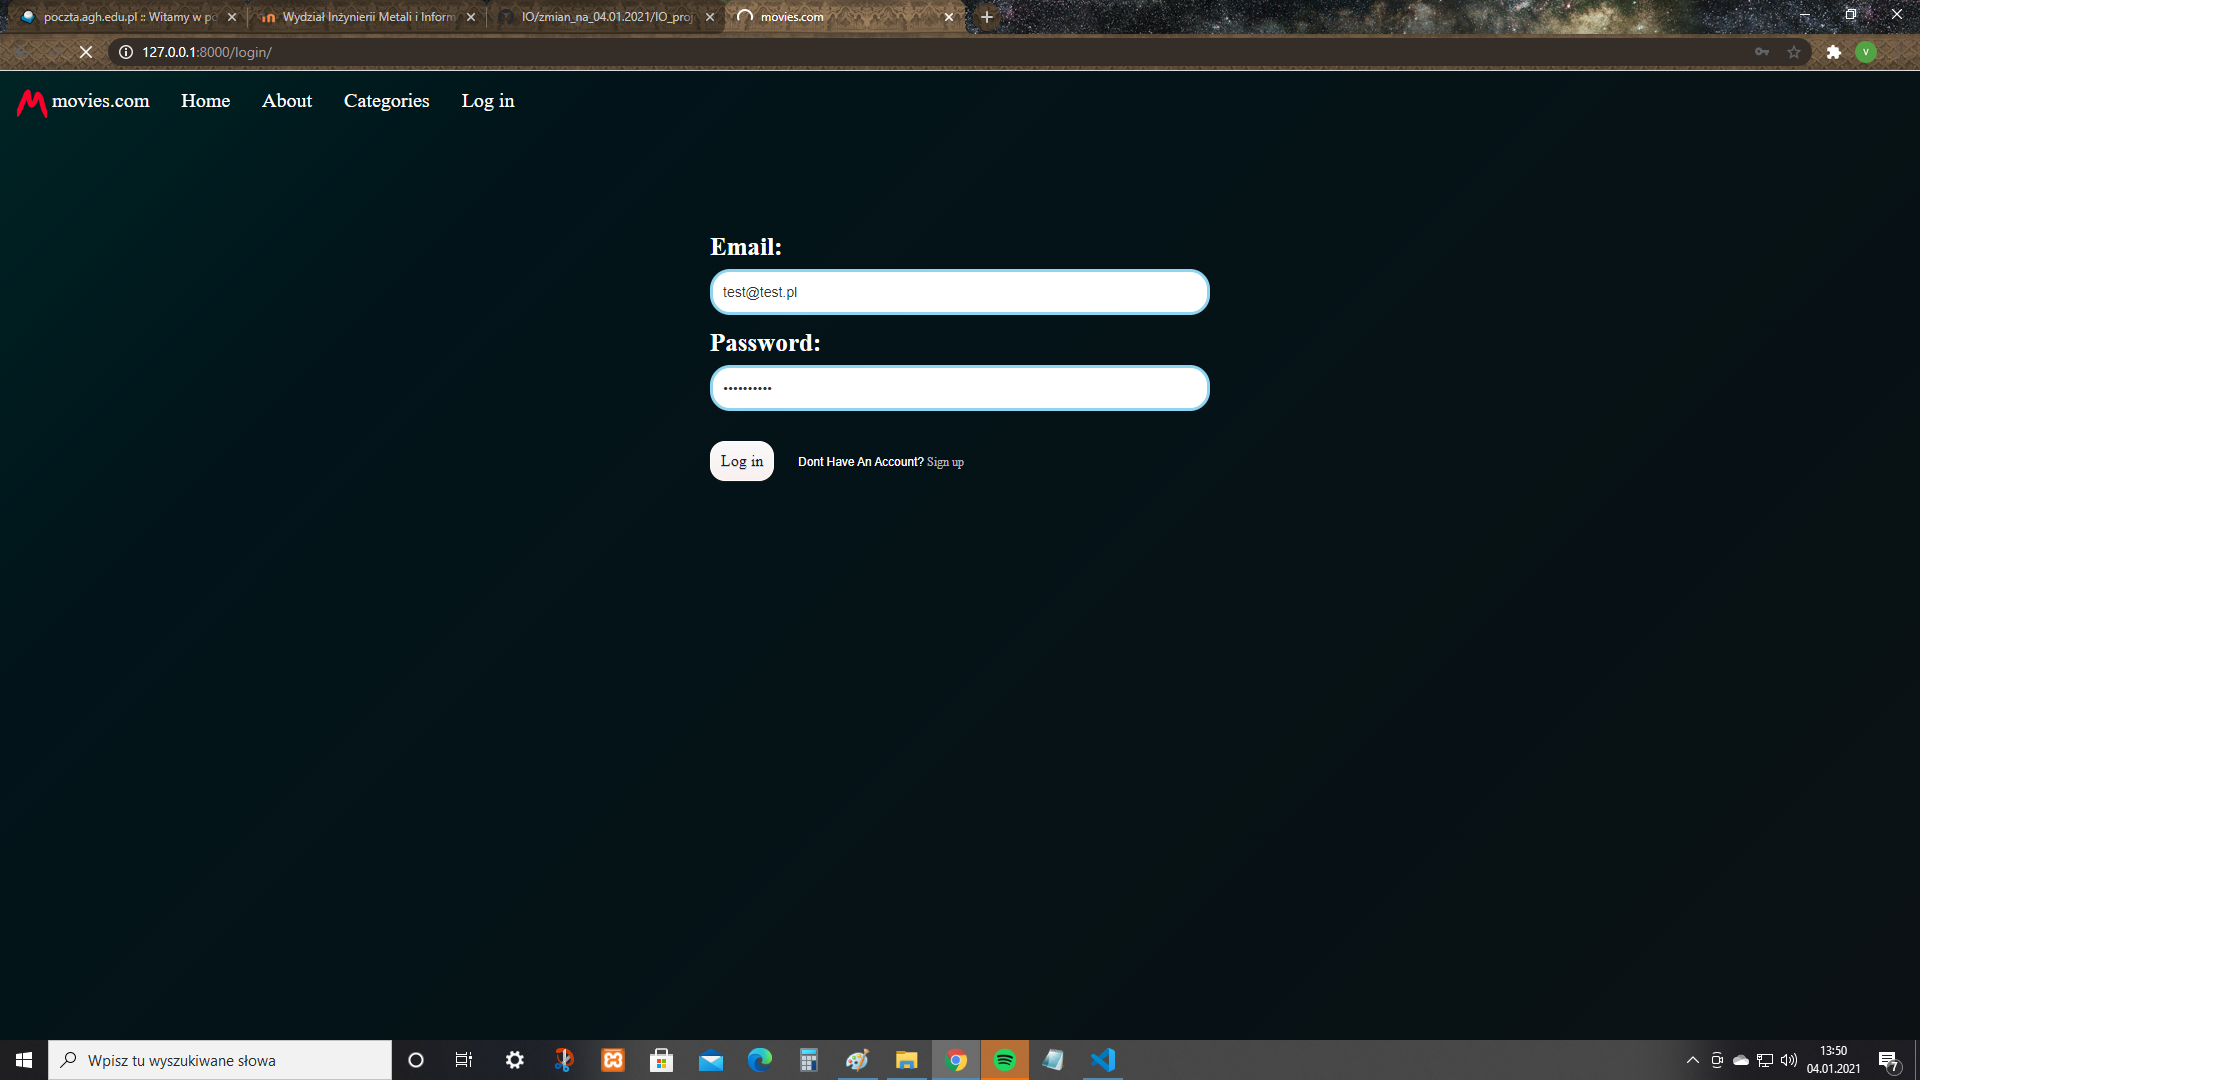 poczta.agh.edu.pl :: Witamy w po
Wydział Inżynierii Metali i Inform
IO/zmian_na_04.01.2021/IO_proj
movies.com
127.0.0.1:8000/login/
V
movies.com Home About Categories Log in
Email:
test@test.pl
Password:
••••••••••
Log in
Dont Have An Account? Sign up
Wpisz tu wyszukiwane słowa
13:50
04.01.2021
7